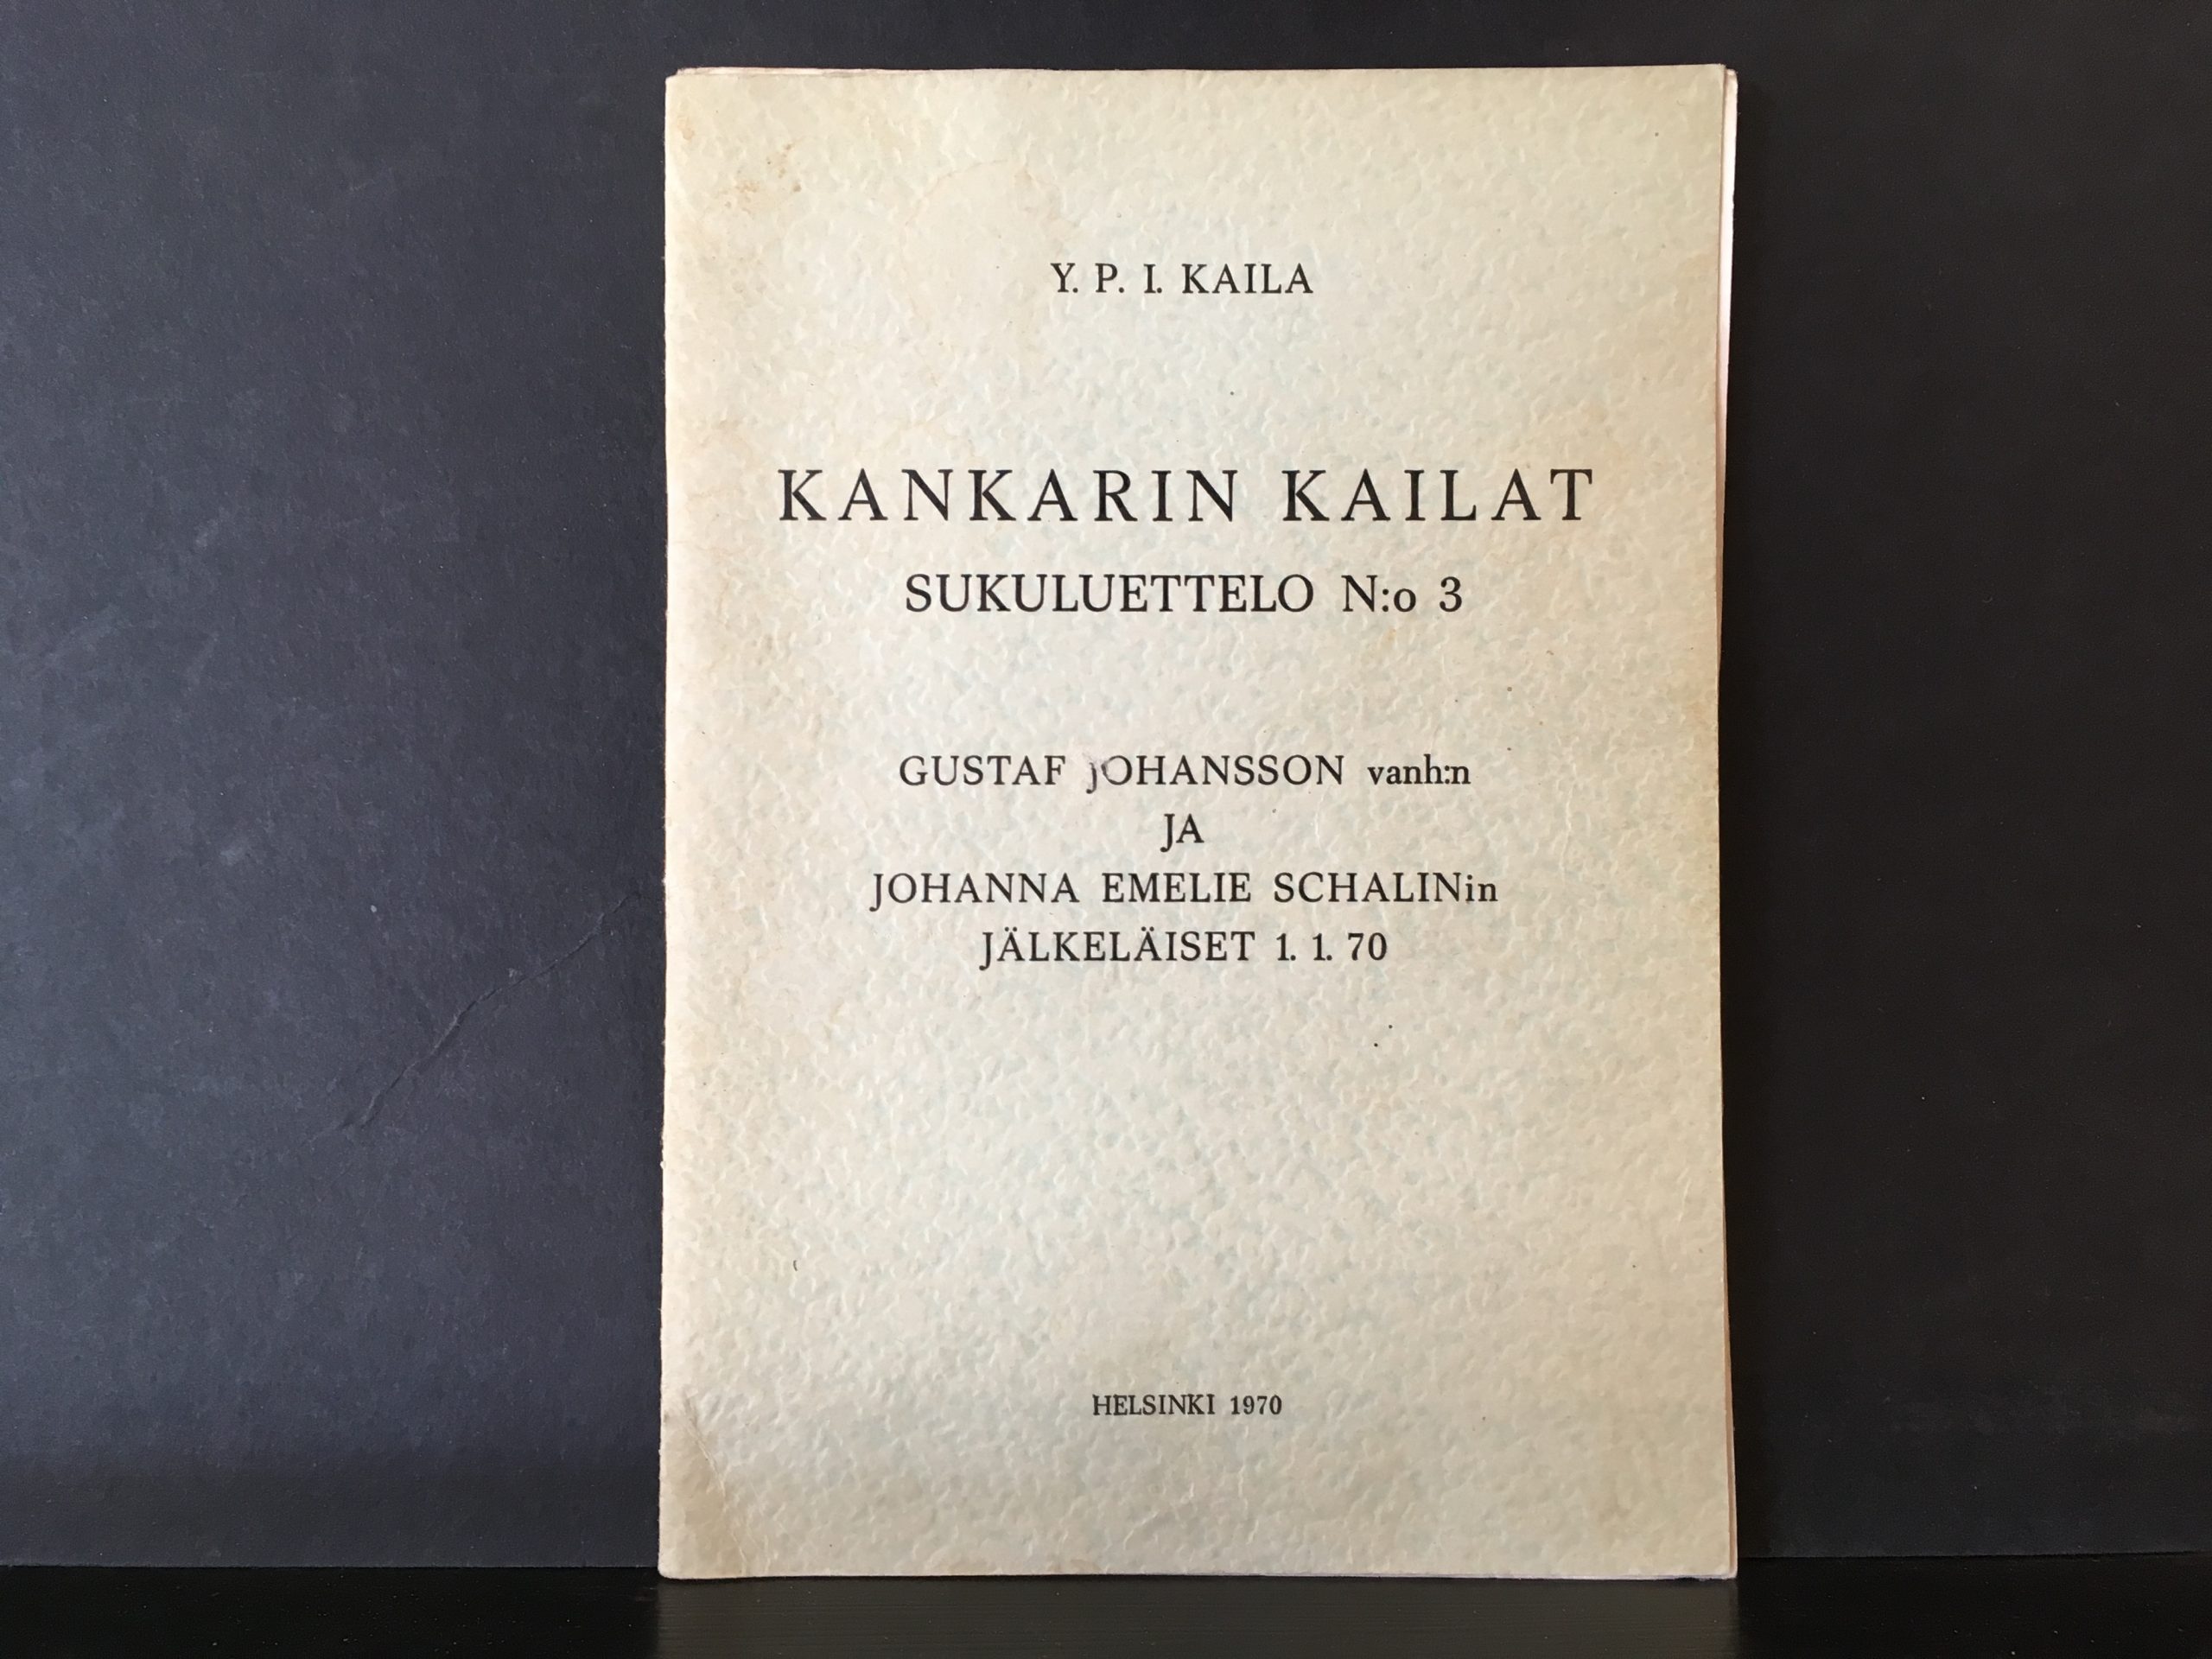 Y. P. I. KAILA
KANKARIN KAILAT
SUKULUETTELO N:o 3
GUSTAF JOHANSSON vanh:n
JA
JOHANNA EMELIE SCHALINin
JÄLKELÄISET 1. 1. 70
HELSINKI 1970